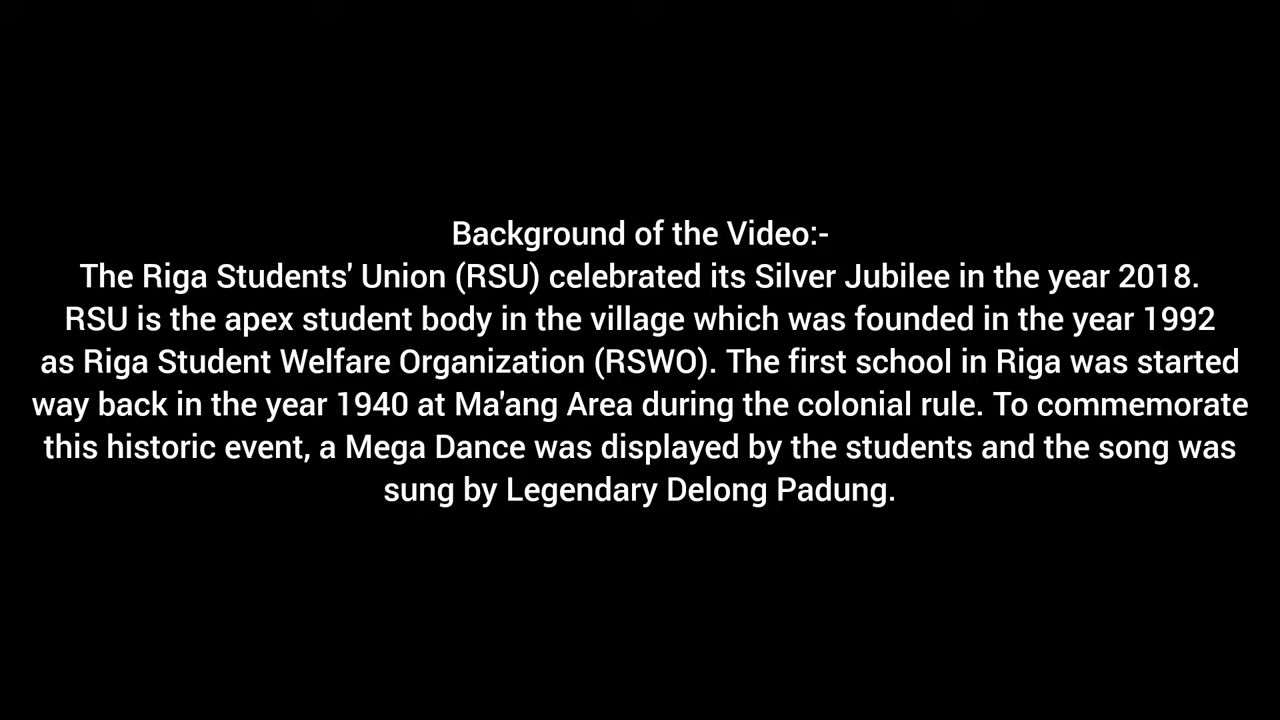 Background of the Video:-
The Riga Students' Union (RSU) celebrated its Silver Jubilee in the year 2018.
RSU is the apex student body in the village which was founded in the year 1992
as Riga Student Welfare Organization (RSWO). The first school in Riga was started
way back in the year 1940 at Ma'ang Area during the colonial rule. To commemorate
this historic event, a Mega Dance was displayed by the students and the song was
sung by Legendary Delong Padung.